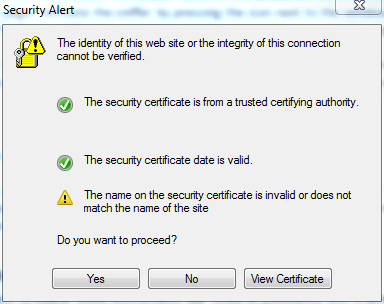 Security Alert
The identity of this web site or the integrity of this connection
cannot be verified.
The security certificate is from a trusted certifying authority.
The security certificate date is valid.
The name on the security certificate is invalid or does not
match the name of the site
Do you want to proceed?
Yes No View Certificate